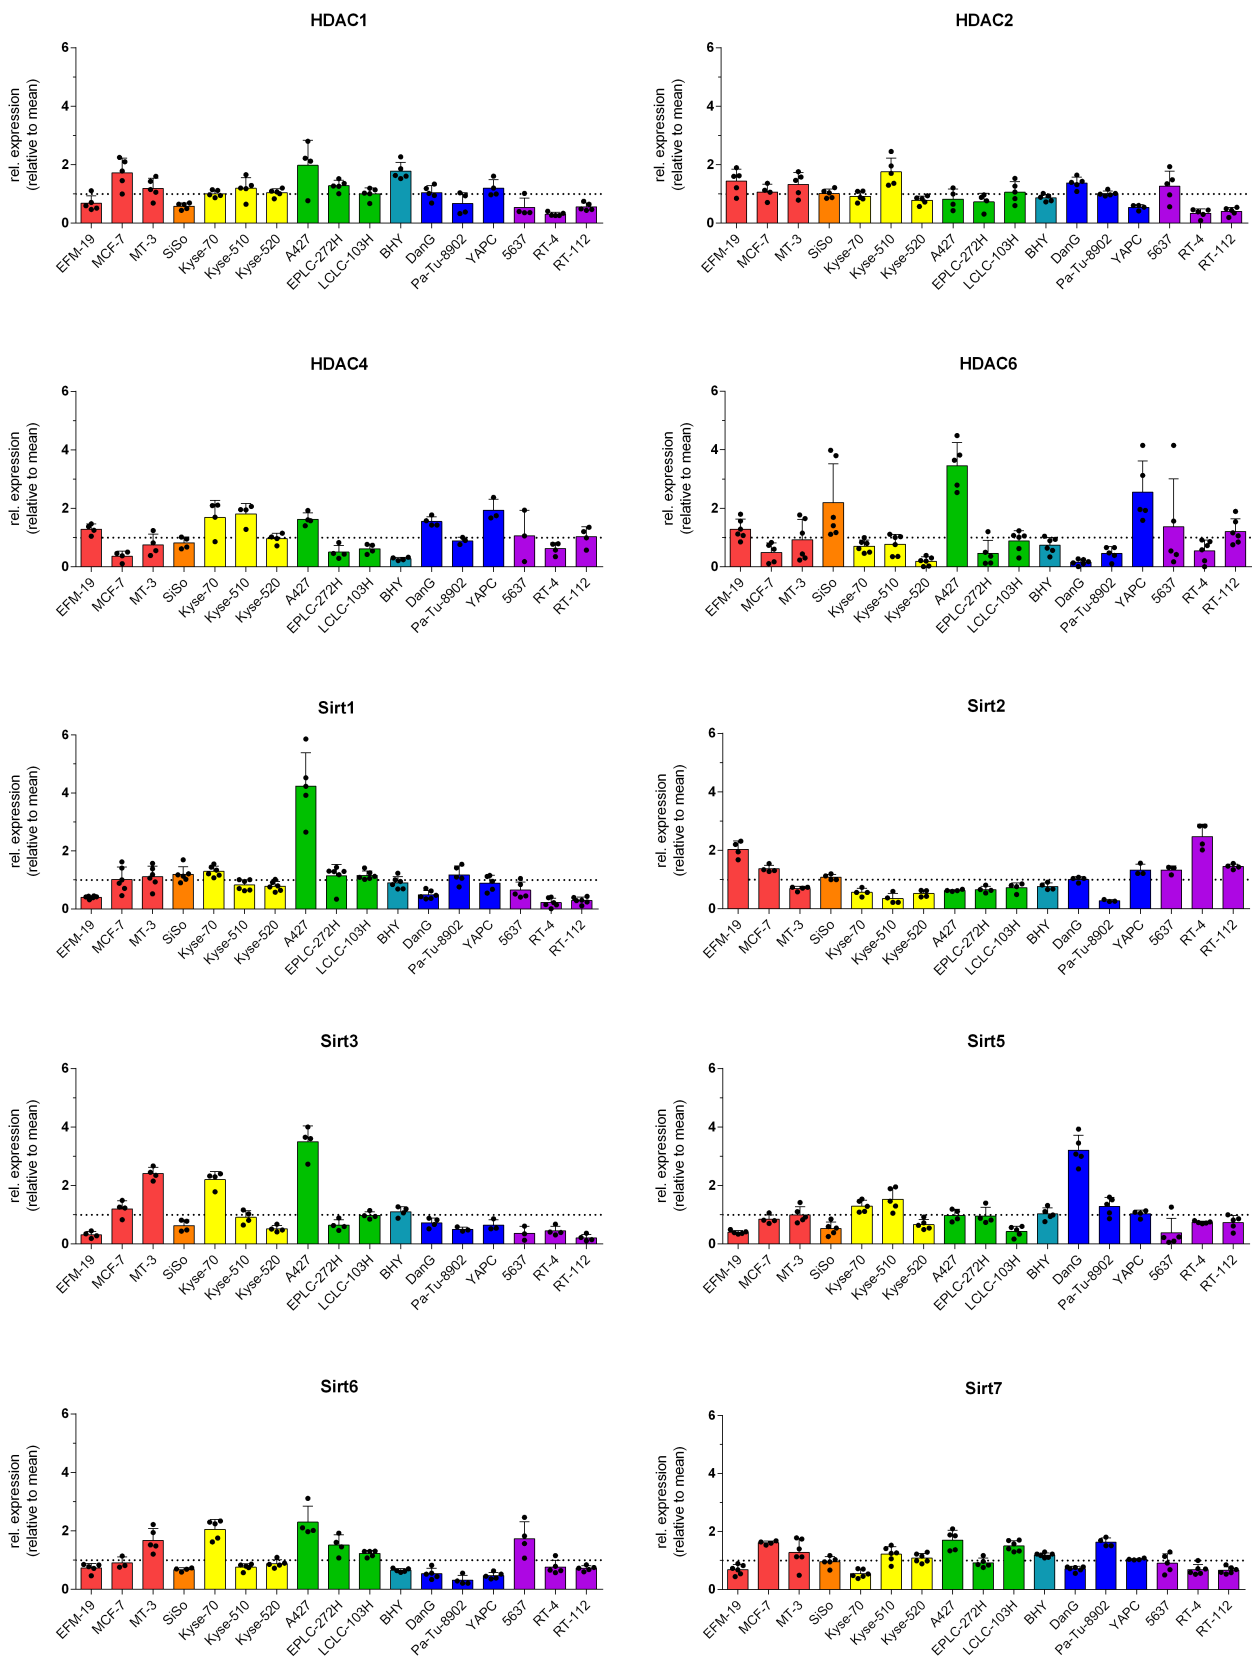 HDAC1
rel. expression
(relative to mean)
6
4
2
0
EFM-19
MCF-7
MT-3
SiSo
Kyse-70
Kyse-510
Kyse-520
A427
EPLC-272H
LCLC-103H
BHY
DanG
Pa-Tu-8902
YAPC
5637
RT-4
RT-112
HDAC2
rel. expression
(relative to mean)
6
4
2
0
EFM-19
MCF-7
MT-3
SiSo
Kyse-70
Kyse-510
Kyse-520
A427
EPLC-272H
LCLC-103H
BHY
DanG
Pa-Tu-8902
YAPC
5637
RT-4
RT-112
HDAC4
rel. expression
(relative to mean)
6
4
2
0
EFM-19
MCF-7
MT-3
SiSo
Kyse-70
Kyse-510
Kyse-520
A427
EPLC-272H
LCLC-103H
BHY
DanG
Pa-Tu-8902
YAPC
5637
RT-4
RT-112
HDAC6
rel. expression
(relative to mean)
6
4
2
0
EFM-19
MCF-7
MT-3
SiSo
Kyse-70
Kyse-510
Kyse-520
A427
EPLC-272H
LCLC-103H
BHY
DanG
Pa-Tu-8902
YAPC
5637
RT-4
RT-112
Sirt1
rel. expression
(relative to mean)
6
4
2
0
EFM-19
MCF-7
MT-3
SiSo
Kyse-70
Kyse-510
Kyse-520
A427
EPLC-272H
LCLC-103H
BHY
DanG
Pa-Tu-8902
YAPC
5637
RT-4
RT-112
Sirt2
rel. expression
(relative to mean)
6
4
2
0
EFM-19
MCF-7
MT-3
SiSo
Kyse-70
Kyse-510
Kyse-520
A427
EPLC-272H
LCLC-103H
BHY
DanG
Pa-Tu-8902
YAPC
5637
RT-4
RT-112
Sirt3
rel. expression
(relative to mean)
6
4
2
0
EFM-19
MCF-7
MT-3
SiSo
Kyse-70
Kyse-510
Kyse-520
A427
EPLC-272H
LCLC-103H
BHY
DanG
Pa-Tu-8902
YAPC
5637
RT-4
RT-112
Sirt5
rel. expression
(relative to mean)
6
4
2
0
EFM-19
MCF-7
MT-3
SiSo
Kyse-70
Kyse-510
Kyse-520
A427
EPLC-272H
LCLC-103H
BHY
DanG
Pa-Tu-8902
YAPC
5637
RT-4
RT-112
Sirt6
rel. expression
(relative to mean)
6
4
2
0
EFM-19
MCF-7
MT-3
SiSo
Kyse-70
Kyse-510
Kyse-520
A427
EPLC-272H
LCLC-103H
BHY
DanG
Pa-Tu-8902
YAPC
5637
RT-4
RT-112
Sirt7
rel. expression
(relative to mean)
6
4
2
0
EFM-19
MCF-7
MT-3
SiSo
Kyse-70
Kyse-510
Kyse-520
A427
EPLC-272H
LCLC-103H
BHY
DanG
Pa-Tu-8902
YAPC
5637
RT-4
RT-112